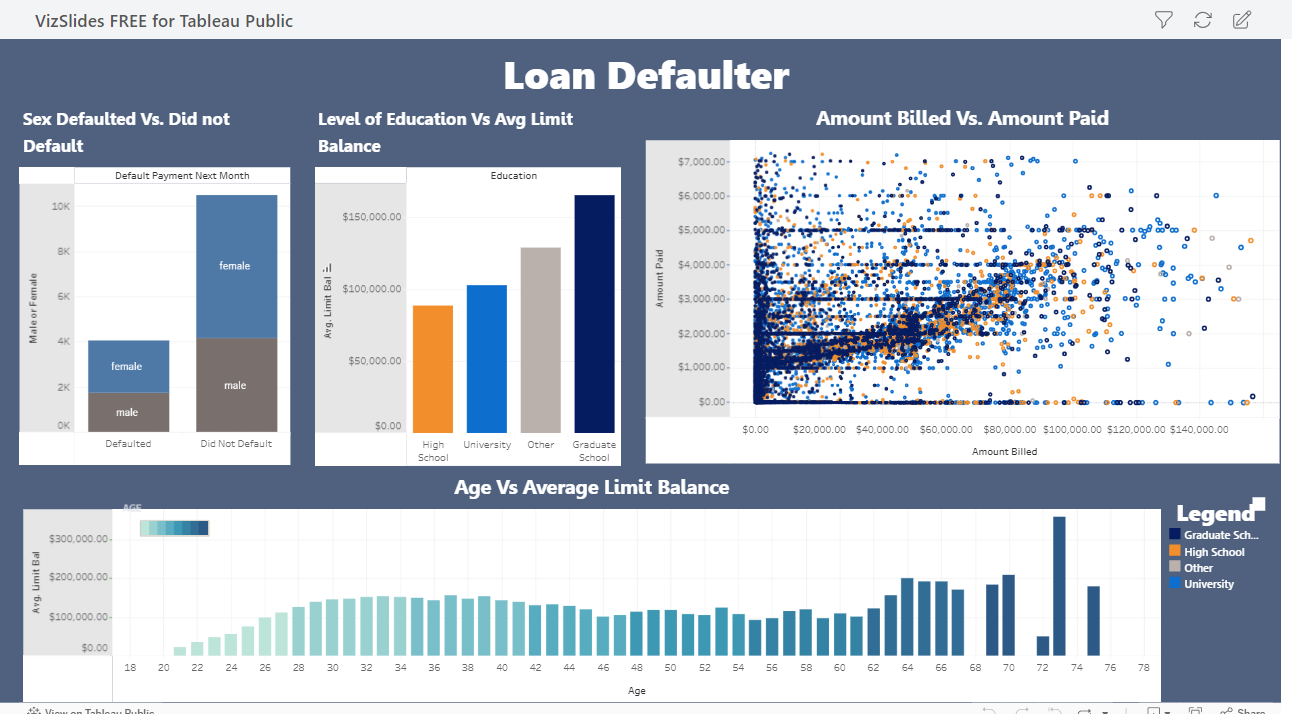 VizSlides FREE for Tableau Public
Loan Defaulter
Sex Defaulted Vs. Did not
Default
Default Payment Next Month
Male or Female
10K
8K
6K
4K
2K
0K
female
male
female
male
Defaulted
Did Not Default
Level of Education Vs Avg Limit
Balance
Education
Avg. Limit Bal
$150,000.00
$100,000.00
$50,000.00
$0.00
High
School
University
Other
Graduate
School
Amount Billed Vs. Amount Paid
Amount Paid
$7,000.00
$6,000.00
$5,000.00
$4,000.00
$3,000.00
$2,000.00
$1,000.00
$0.00
$0.00 $20,000.00 $40,000.00 $60,000.00 $80,000.00 $100,000.00 $120,000.00 $140,000.00
Amount Billed
Age Vs Average Limit Balance
AGE
Avg. Limit Bal
$300,000.00
$200,000.00
$100,000.00
$0.00
18 20 22 24 26 28 30 32 34 36 38 40 42 44 46 48 50 52 54 56 58 60 62 64 66 68 70 72 74 76 78
Age
Legend
Graduate Sch...
High School
Other
University
View on Tableau Public
Share